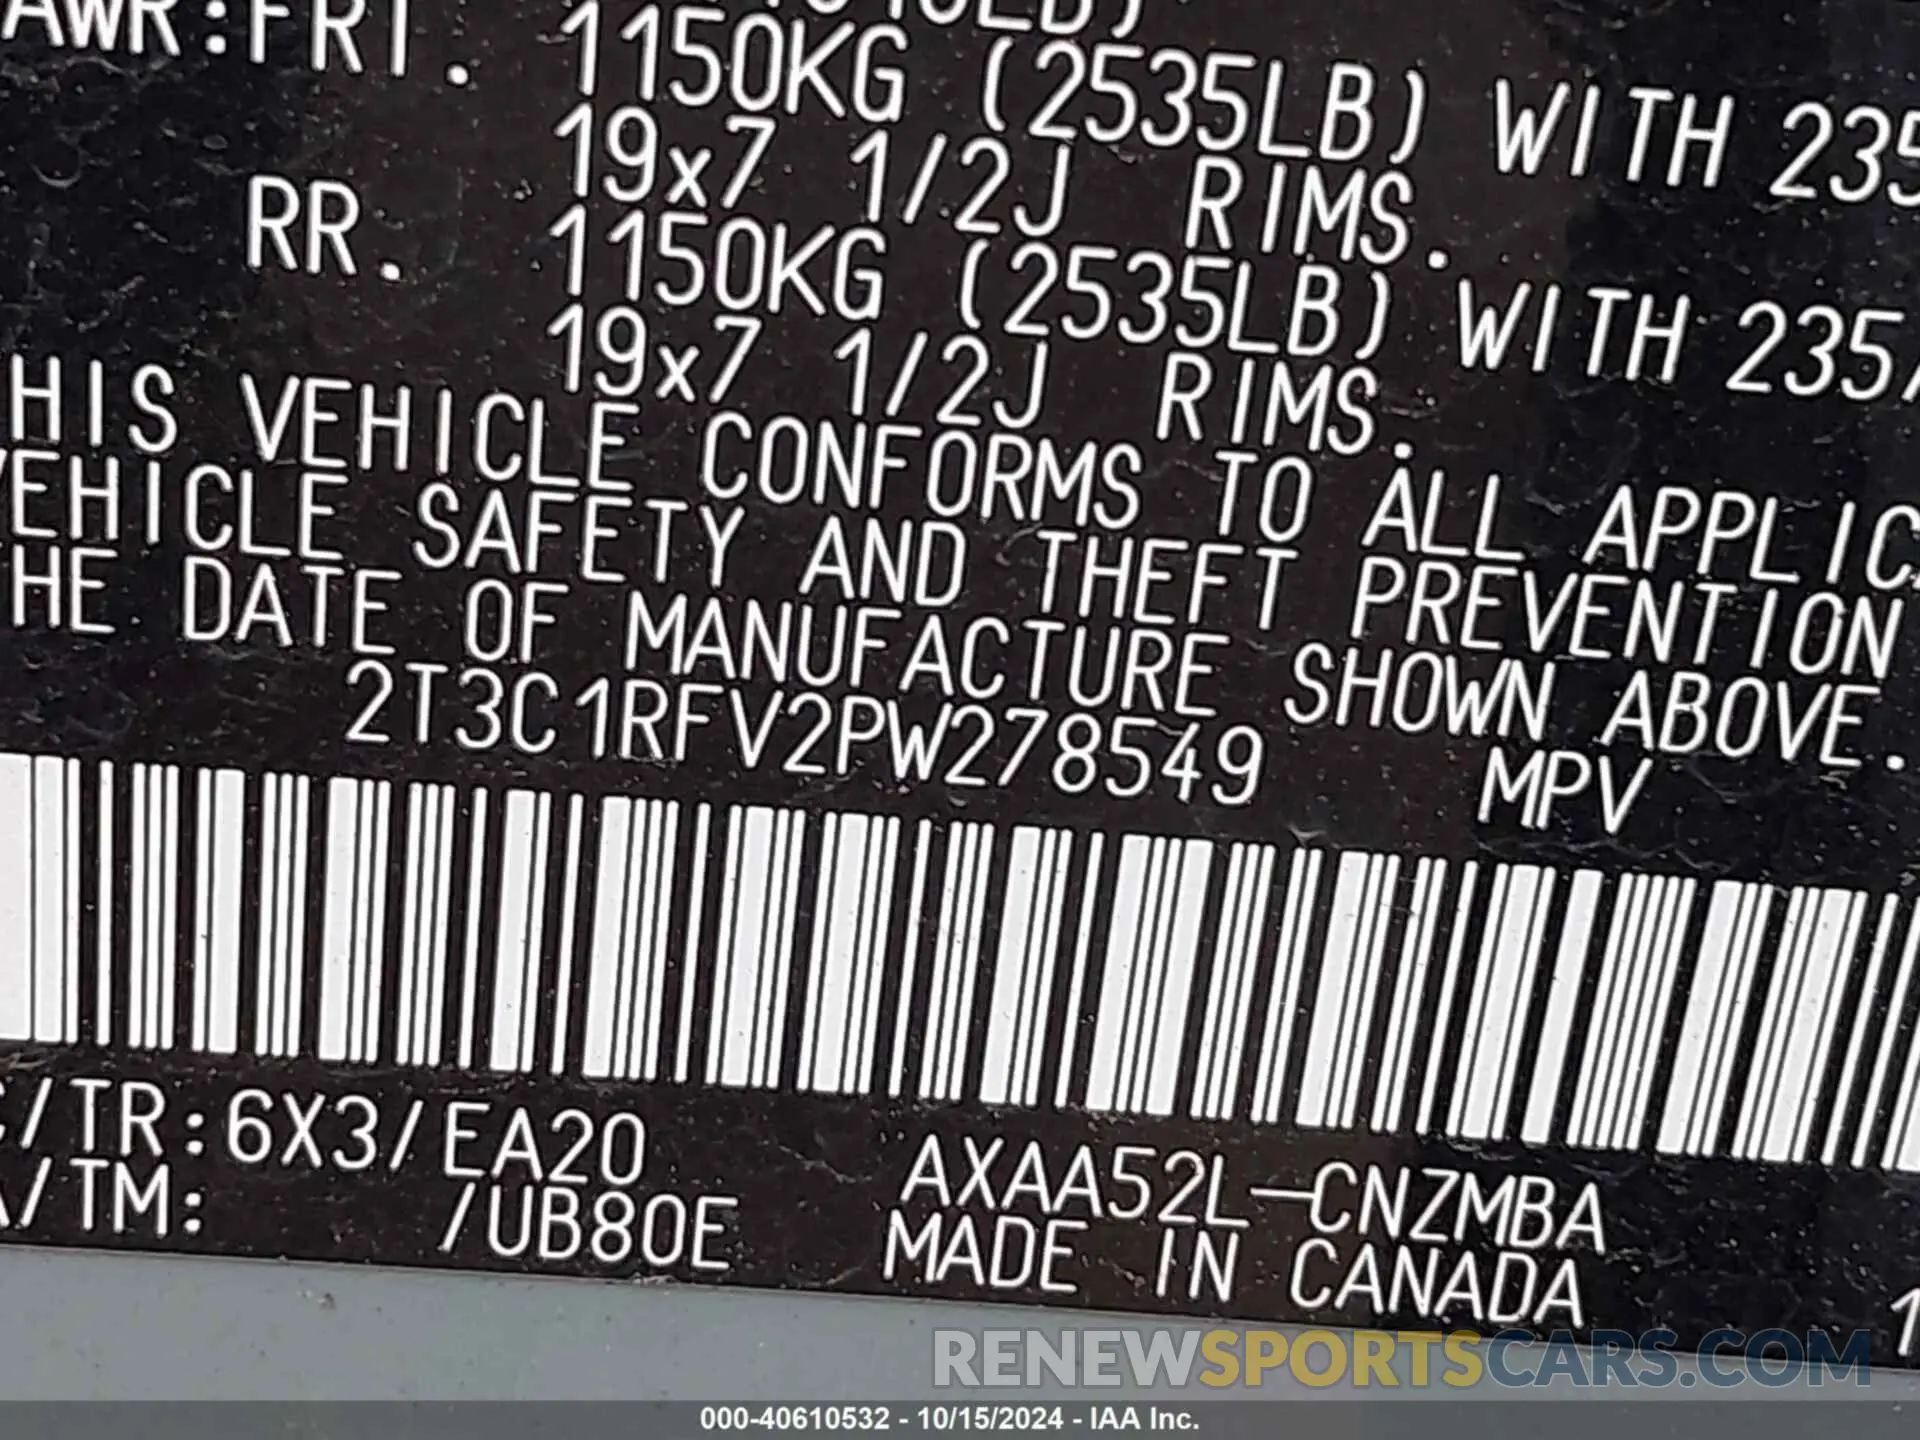 1150KG (2535LB) WITH 235
19x7 1/2J RIMS.
RR. 1150KG (2535LB) WITH 235/
19x7 1/2J RIMS.
HIS VEHICLE CONFORMS TO ALL APPLIC
VEHICLE SAFETY AND THEFT PREVENTION
HE DATE OF MANUFACTURE SHOWN ABOVE.
2T3C1RFV2PW278549 MPV
/TR:6X3/EA20 AXAA52L-CNZMBA
/TM: /UB80E MADE IN CANADA
RENEWSPORTSCARS.COM
000-40610532 - 10/15/2024 - IAA Inc.